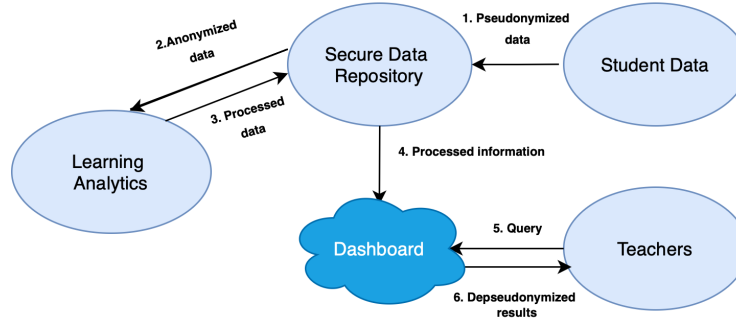 1. Pseudonymized
data
2.Anonymized
data
Secure Data
Repository
Student Data
3. Processed
data
Learning
Analytics
4. Processed information
Dashboard
5. Query
Teachers
6. Depseudonymized
results